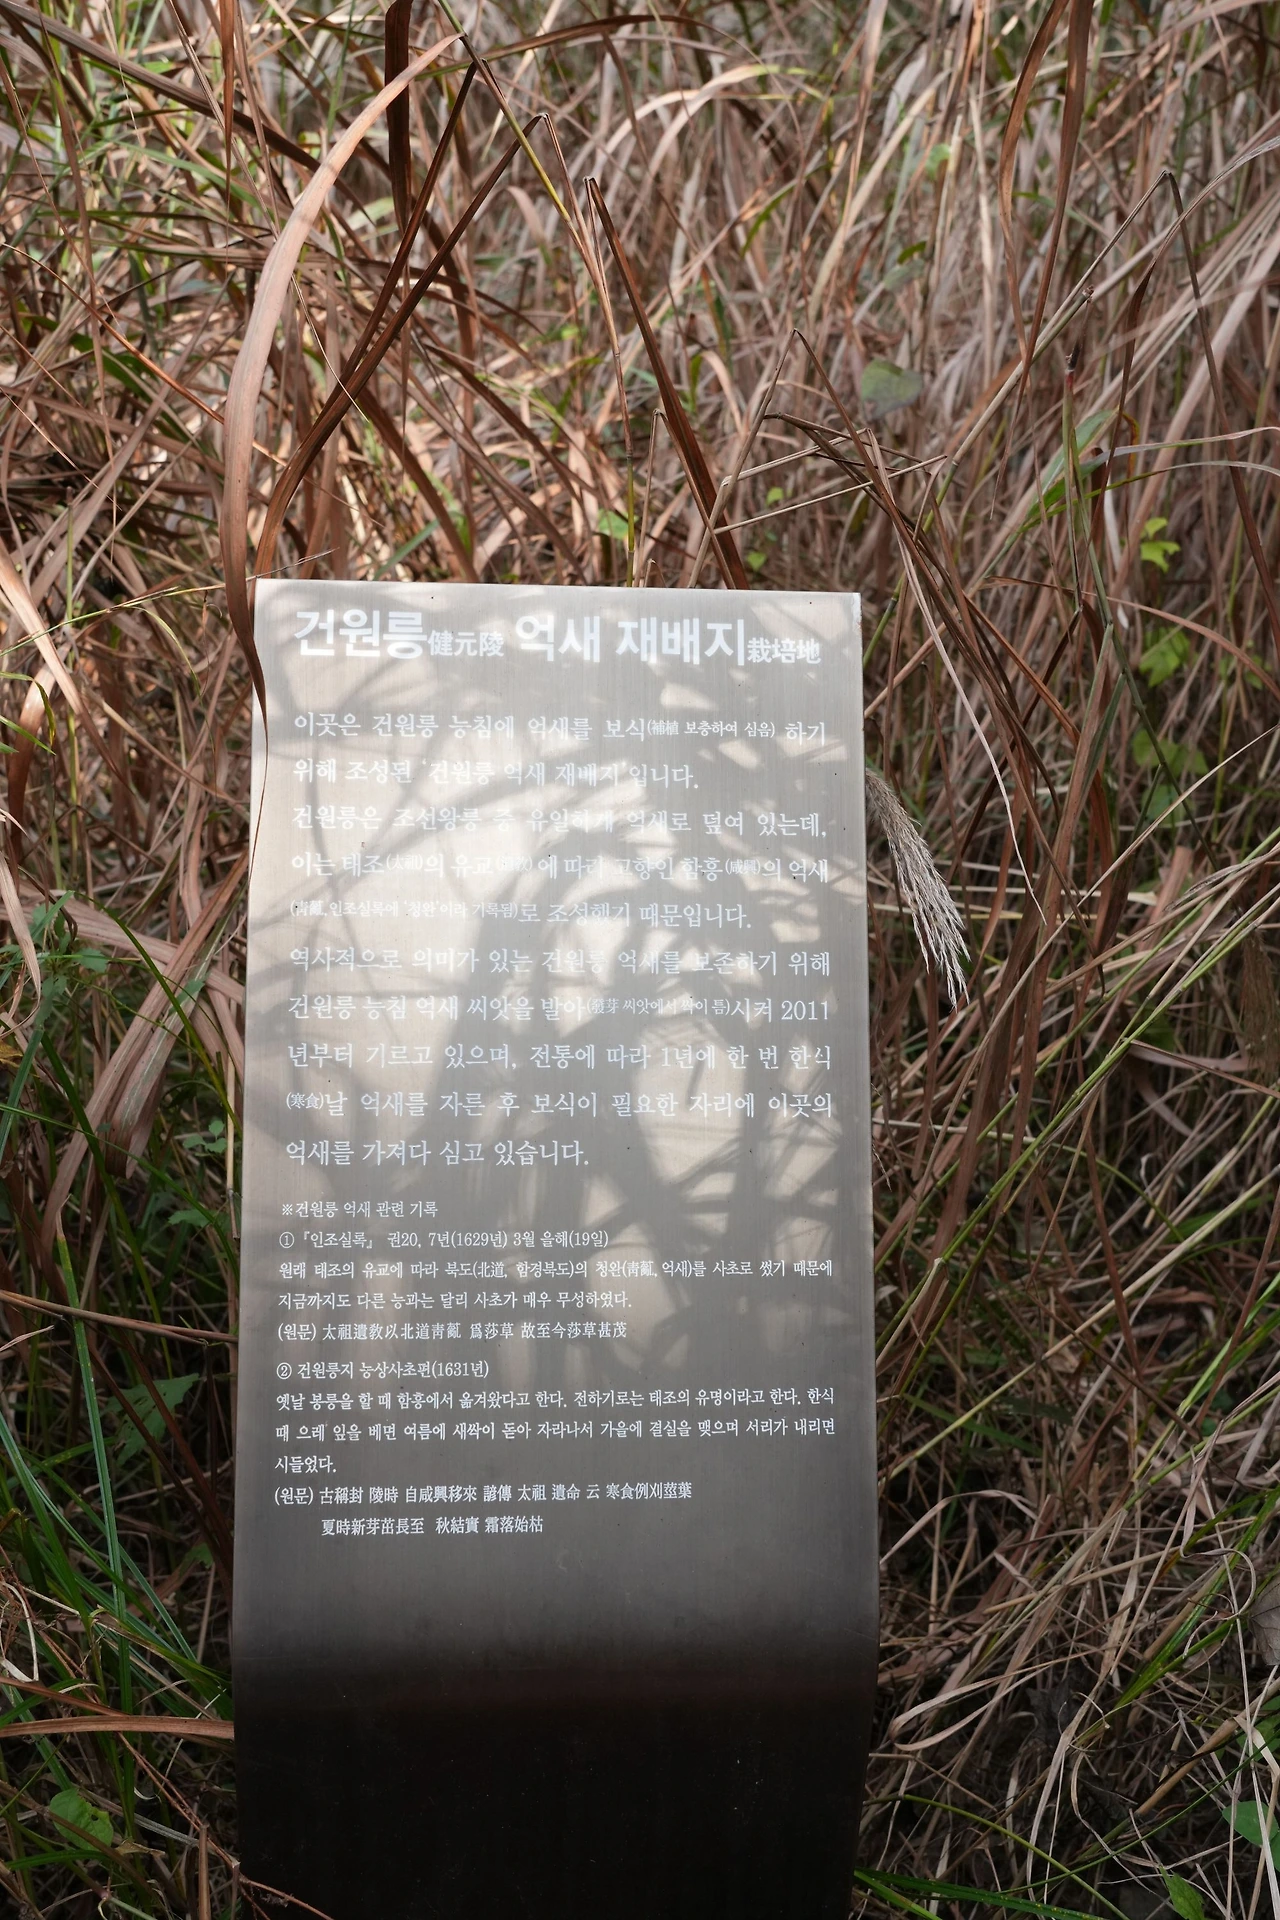 건원릉健元陵 억새 재배지栽培地
이곳은 건원릉 능침에 억새를 보식(補植 보충하여 심음) 하기
위해 조성된 ‘건원릉 억새 재배지’입니다.
건원릉은 조선왕릉 중 유일하게 억새로 덮여 있는데,
이는 태조(太祖)의 유교에 따라 고향인 함흥(咸興)의 억새
(靑薍, 인조실록에 ‘청완’이라 기록됨)로 조성했기 때문입니다.
역사적으로 의미가 있는 건원릉 억새를 보존하기 위해
건원릉 능침 억새 씨앗을 발아(發芽 씨앗에서 싹이 틈)시켜 2011
년부터 기르고 있으며, 전통에 따라 1년에 한 번 한식
(寒食)날 억새를 자른 후 보식이 필요한 자리에 이곳의
억새를 가져다 심고 있습니다.
※건원릉 억새 관련 기록
①『인조실록』 권20, 7년(1629년) 3월 을해(19일)
원래 태조의 유교에 따라 북도(北道, 함경북도)의 청완(靑薍, 억새)를 사초로 썼기 때문에
지금까지도 다른 능과는 달리 사초가 매우 무성하였다.
(원문) 太祖遺敎以北道靑薍 爲莎草 故至今莎草甚茂
② 건원릉지 능상사초편(1631년)
옛날 봉릉을 할 때 함흥에서 옮겨왔다고 한다. 전하기로는 태조의 유명이라고 한다. 한식
때 으레 잎을 베면 여름에 새싹이 돋아 자라나서 가을에 결실을 맺으며 서리가 내리면
시들었다.
(원문) 古稱封 陵時 自咸興移來 諺傳 太祖 遺命 云 寒食例刈莖葉
夏時新芽茁長至 秋結實 霜落始枯